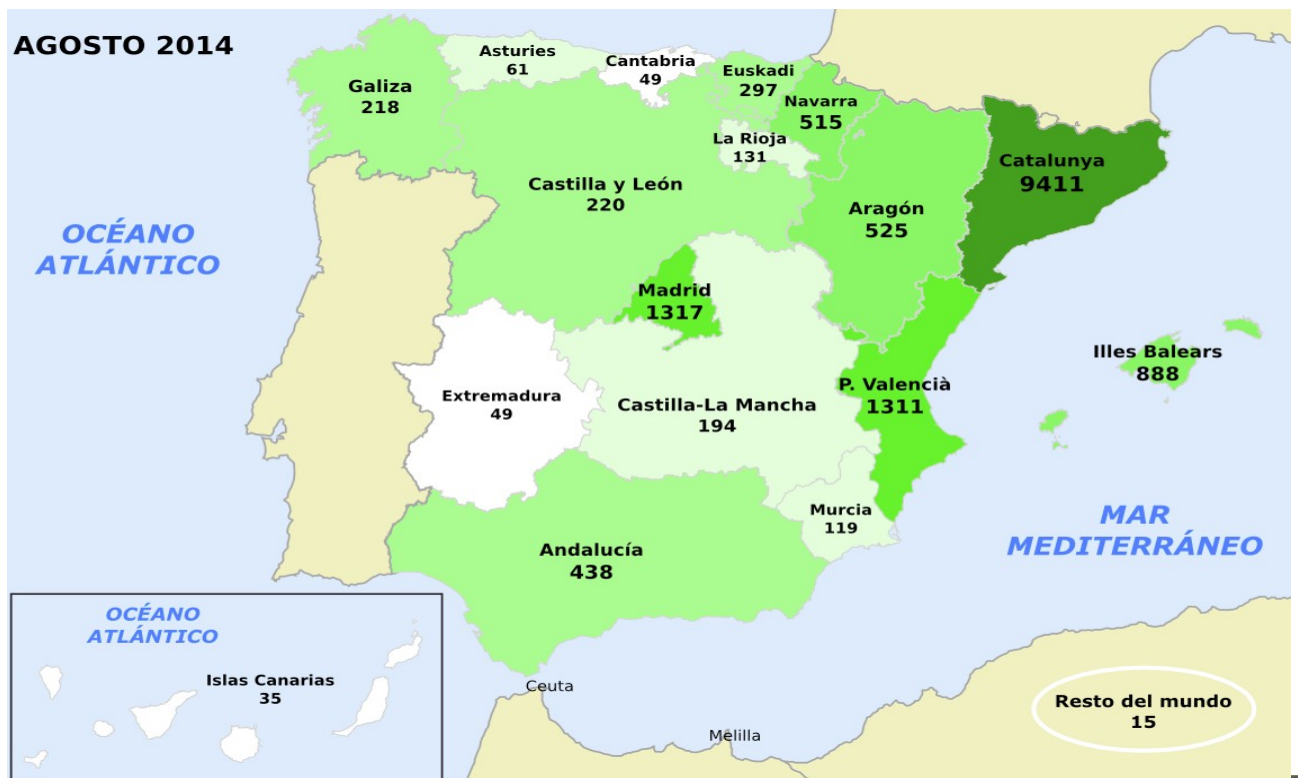 AGOSTO 2014
Asturies
61
Cantabria
49
Euskadi
297
Galiza
218
Navarra
515
La Rioja
131
Catalunya
9411
Castilla y León
220
Aragón
525
OCÉANO
ATLÁNTICO
Madrid
1317
Illes Balears
888
P. Valencià
1311
Extremadura
49
Castilla-La Mancha
194
Murcia
119
MAR
MEDITERRÁNEO
Andalucía
438
OCÉANO
ATLÁNTICO
Islas Canarias
35
Ceuta
Melilla
Resto del mundo
15